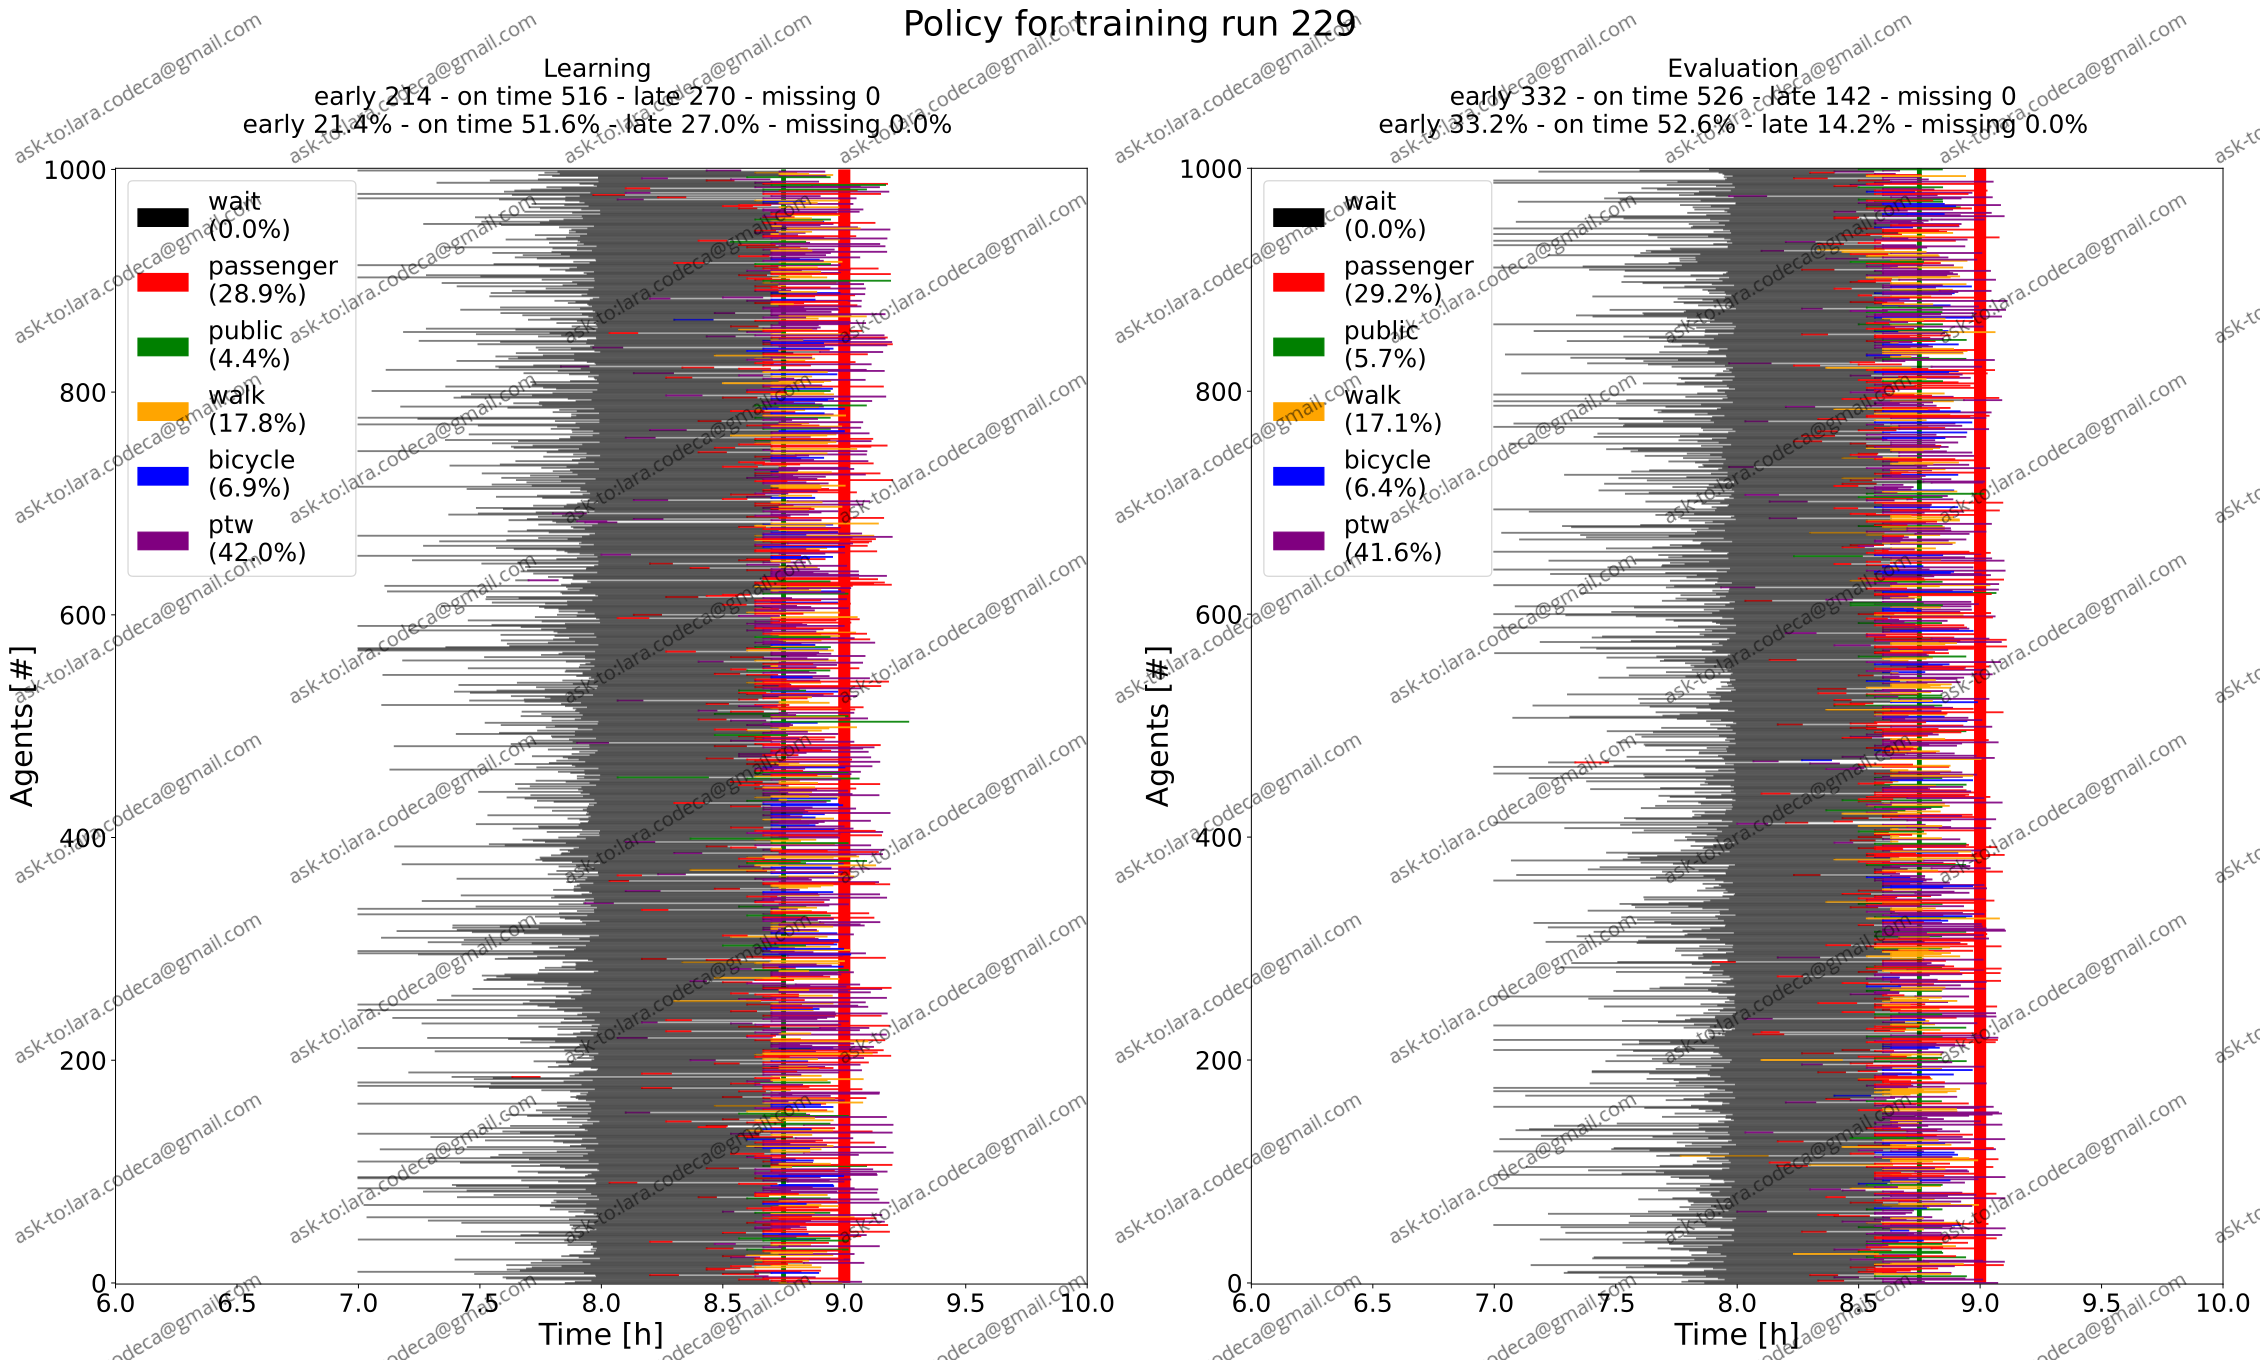 Policy for training run 229
Learning
early 214 - on time 516 - late 270 - missing 0
early 21.4% - on time 51.6% - late 27.0% - missing 0.0%
1000
800
600
400
200
0
Agents [#]
wait
(0.0%)
passenger
(28.9%)
public
(4.4%)
walk
(17.8%)
bicycle
(6.9%)
ptw
(42.0%)
6.0 6.5 7.0 7.5 8.0 8.5 9.0 9.5 10.0
Time [h]
Evaluation
early 332 - on time 526 - late 142 - missing 0
early 33.2% - on time 52.6% - late 14.2% - missing 0.0%
1000
800
600
400
200
0
Agents [#]
wait
(0.0%)
passenger
(29.2%)
public
(5.7%)
walk
(17.1%)
bicycle
(6.4%)
ptw
(41.6%)
6.0 6.5 7.0 7.5 8.0 8.5 9.0 9.5 10.0
Time [h]
ask-to:lara.codeca@gmail.com